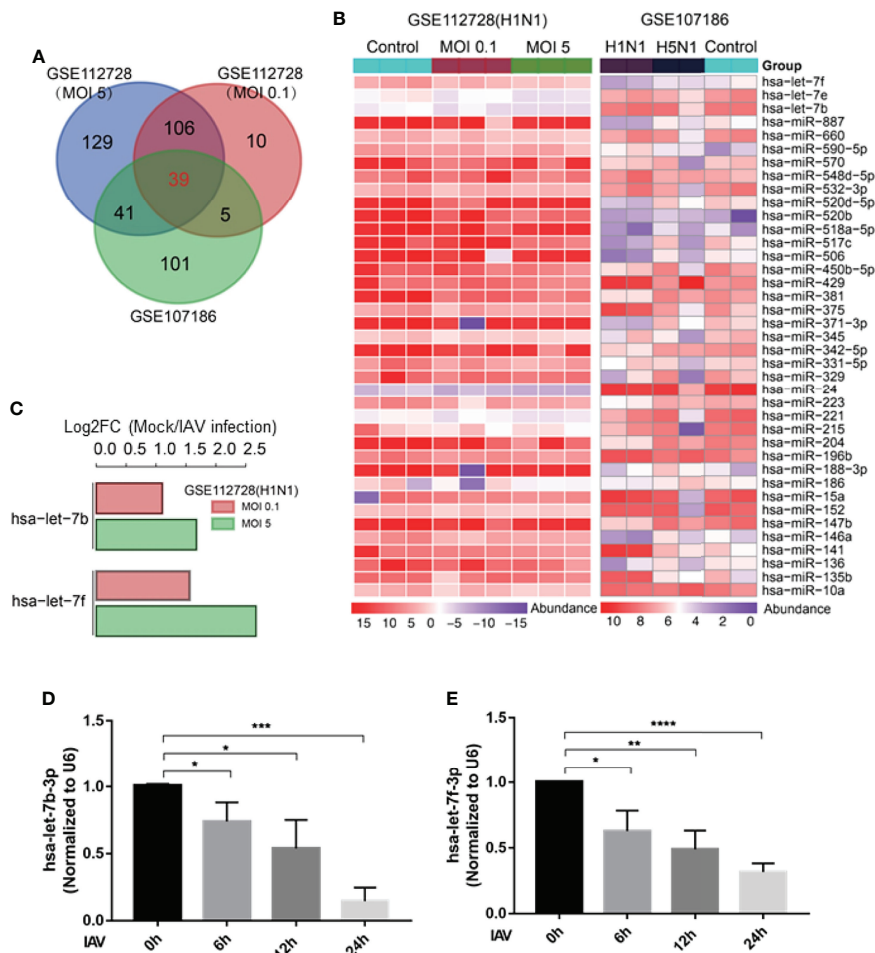 A
GSE112728
(MOI 5)
GSE112728
(MOI 0.1)
129
106
10
39
41
5
101
GSE107186
B
GSE112728(H1N1)
GSE107186
Control
MOI 0.1
MOI 5
H1N1
H5N1
Control
Group
hsa−let−7f
hsa−let−7e
hsa−let−7b
hsa−miR−887
hsa−miR−660
hsa−miR−590−5p
hsa−miR−570
hsa−miR−548d−5p
hsa−miR−532−3p
hsa−miR−520d−5p
hsa−miR−520b
hsa−miR−518a−5p
hsa−miR−517c
hsa−miR−506
hsa−miR−450b−5p
hsa−miR−429
hsa−miR−381
hsa−miR−375
hsa−miR−371−3p
hsa−miR−345
hsa−miR−342−5p
hsa−miR−331−5p
hsa−miR−329
hsa−miR−24
hsa−miR−223
hsa−miR−221
hsa−miR−215
hsa−miR−204
hsa−miR−196b
hsa−miR−188−3p
hsa−miR−186
hsa−miR−15a
hsa−miR−152
hsa−miR−147b
hsa−miR−146a
hsa−miR−141
hsa−miR−136
hsa−miR−135b
hsa−miR−10a
Abundance
15 10 5 0 −5 −10 −15
Abundance
10 8 6 4 2 0
C
Log2FC (Mock/IAV infection)
0.0 0.5 1.0 1.5 2.0 2.5
GSE112728(H1N1)
MOI 0.1
MOI 5
hsa−let−7b
hsa−let−7f
D
hsa-let-7b-3p
(Normalized to U6)
1.5
1.0
0.5
0.0
***
*
*
IAV
0h
6h
12h
24h
E
hsa-let-7f-3p
(Normalized to U6)
1.5
1.0
0.5
0.0
****
**
*
IAV
0h
6h
12h
24h